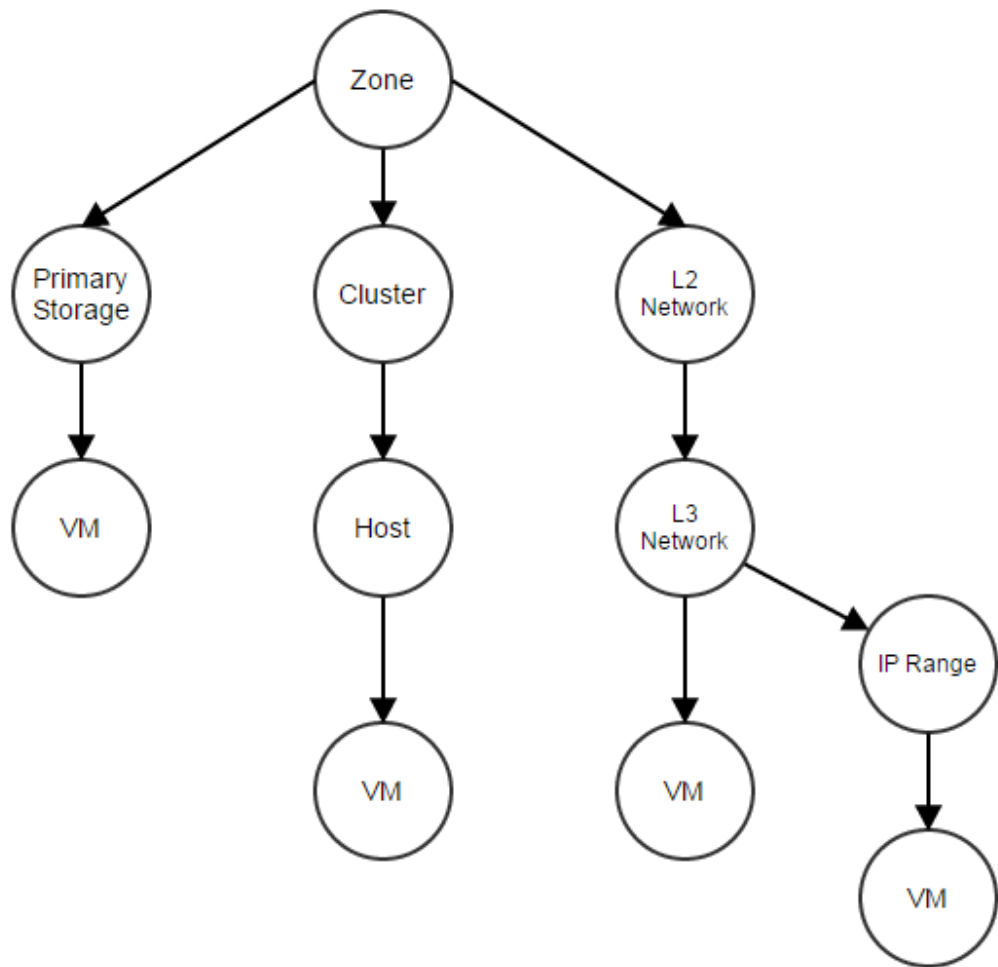 Zone
Primary
Storage
Cluster
L2
Network
VM
Host
L3
Network
IP Range
VM
VM
VM